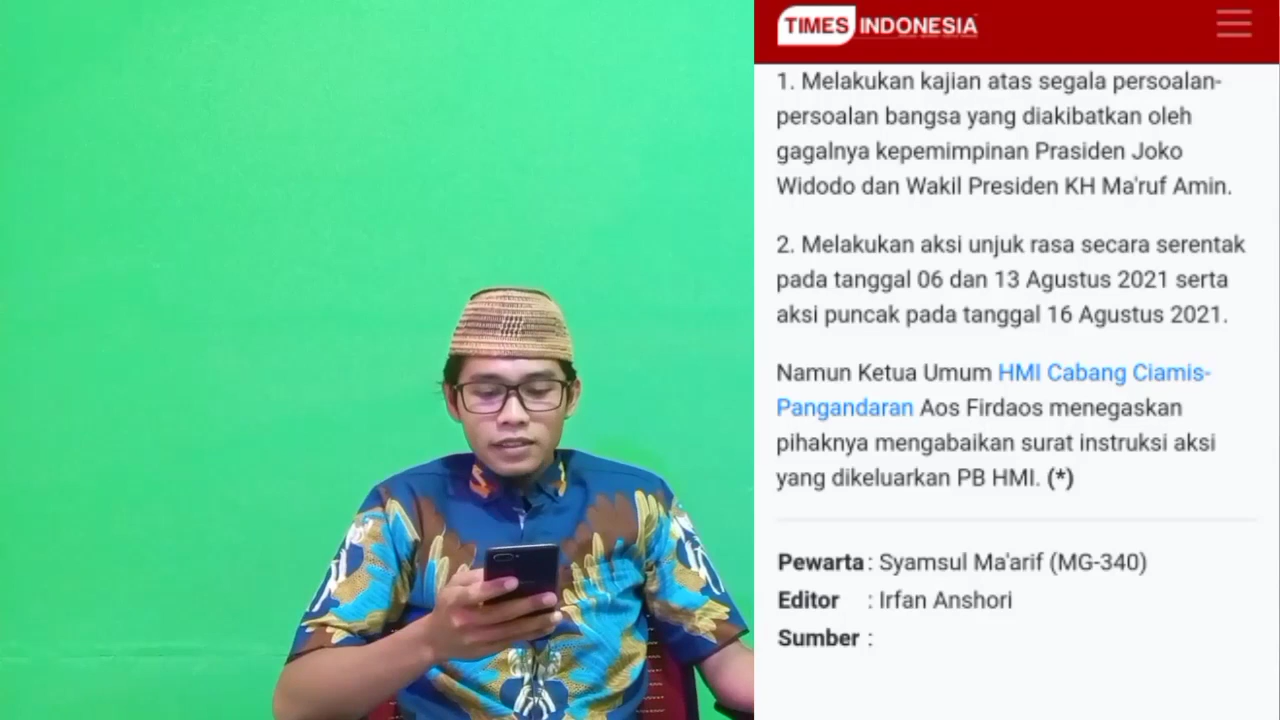 TIMES INDONESIA
1. Melakukan kajian atas segala persoalan-
persoalan bangsa yang diakibatkan oleh
gagalnya kepemimpinan Prasiden Joko
Widodo dan Wakil Presiden KH Ma'ruf Amin.
2. Melakukan aksi unjuk rasa secara serentak
pada tanggal 06 dan 13 Agustus 2021 serta
aksi puncak pada tanggal 16 Agustus 2021.
Namun Ketua Umum HMI Cabang Ciamis-
Pangandaran Aos Firdaos menegaskan
pihaknya mengabaikan surat instruksi aksi
yang dikeluarkan PB HMI. (*)
Pewarta : Syamsul Ma'arif (MG-340)
Editor : Irfan Anshori
Sumber :